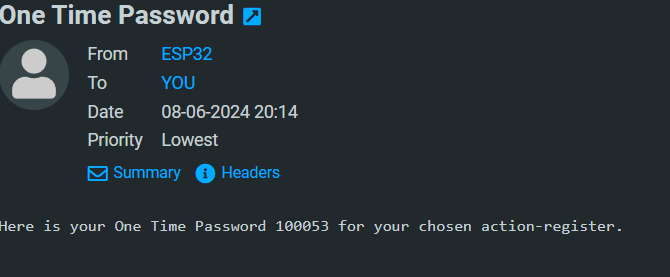 One Time Password
From ESP32
To YOU
Date 08-06-2024 20:14
Priority Lowest
Summary Headers
Here is your One Time Password 100053 for your chosen action-register.